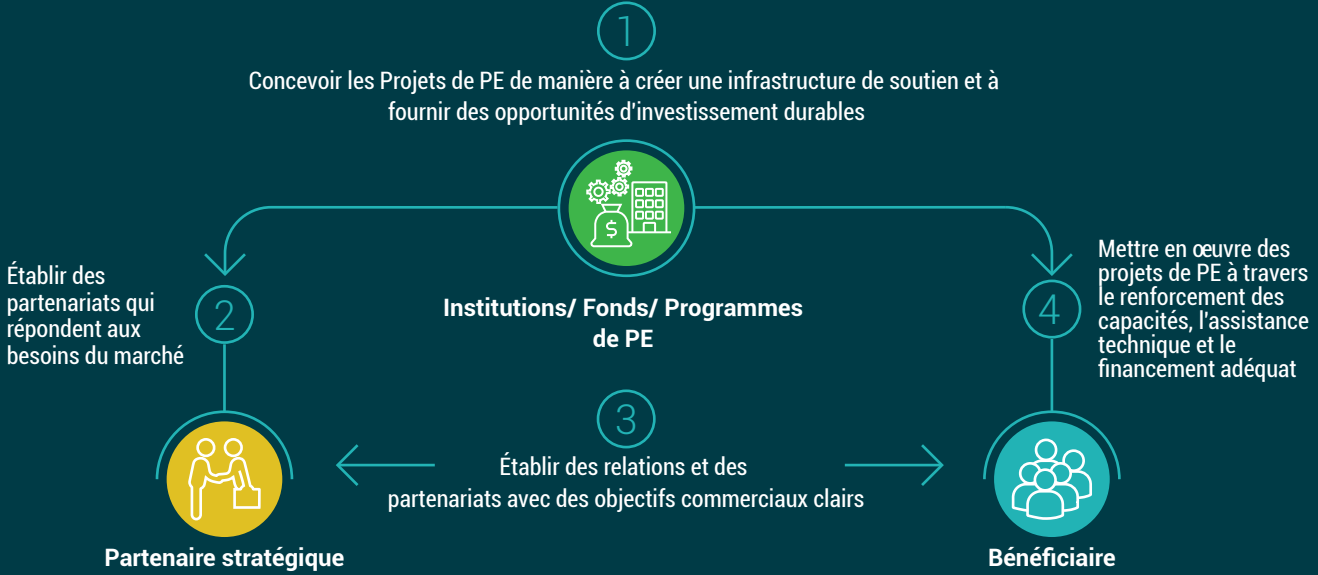 1
Concevoir les Projets de PE de manière à créer une infrastructure de soutien et à
fournir des opportunités d'investissement durables
$
Institutions/ Fonds/ Programmes
de PE
2
Établir des
partenariats qui
répondent aux
besoins du marché
4
Mettre en œuvre des
projets de PE à travers
le renforcement des
capacités, l'assistance
technique et le
financement adéquat
3
Établir des relations et des
partenariats avec des objectifs commerciaux clairs
Partenaire stratégique
Bénéficiaire